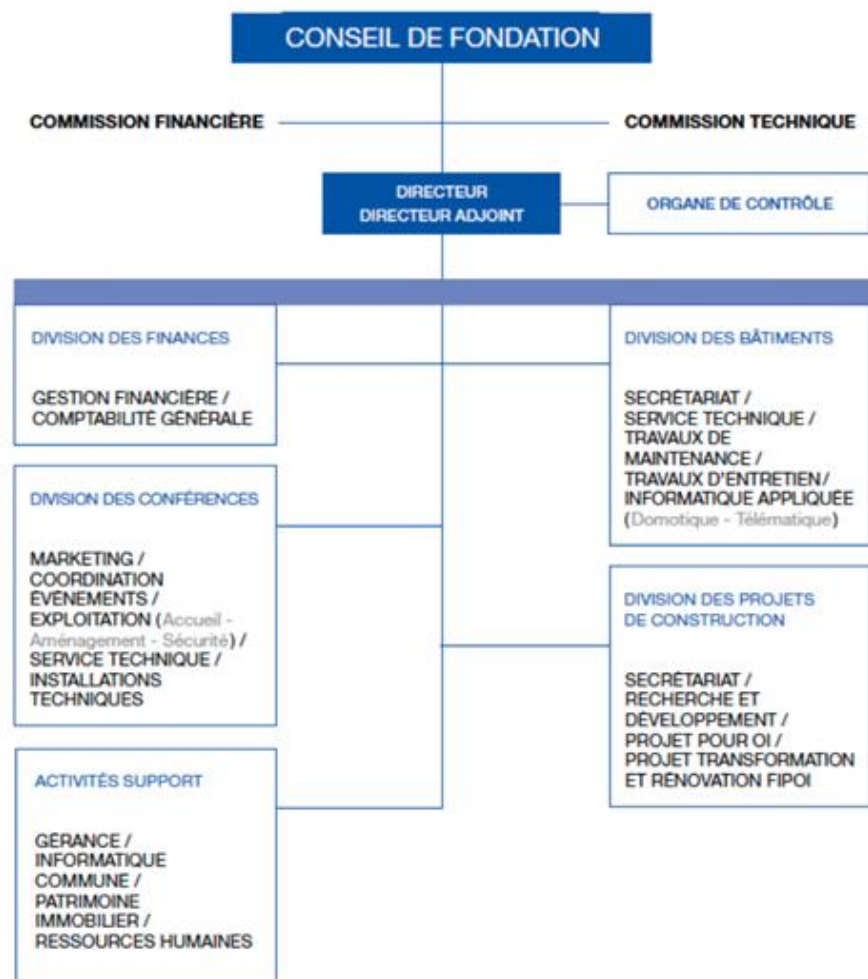 CONSEIL DE FONDATION
COMMISSION FINANCIÈRE
COMMISSION TECHNIQUE
DIRECTEUR
DIRECTEUR ADJOINT
ORGANE DE CONTRÔLE
DIVISION DES FINANCES
GESTION FINANCIÈRE /
COMPTABILITÉ GÉNÉRALE
DIVISION DES BÂTIMENTS
SECRÉTARIAT /
SERVICE TECHNIQUE /
TRAVAUX DE
MAINTENANCE /
TRAVAUX D'ENTRETIEN /
INFORMATIQUE APPLIQUÉE
(Domotique - Télématique)
DIVISION DES CONFÉRENCES
MARKETING /
COORDINATION
ÉVÉNEMENTS /
EXPLOITATION (Accueil -
Aménagement - Sécurité) /
SERVICE TECHNIQUE /
INSTALLATIONS
TECHNIQUES
DIVISION DES PROJETS
DE CONSTRUCTION
SECRÉTARIAT /
RECHERCHE ET
DÉVELOPPEMENT /
PROJET POUR OI /
PROJET TRANSFORMATION
ET RÉNOVATION FIPOI
ACTIVITÉS SUPPORT
GÉRANCE /
INFORMATIQUE
COMMUNE /
PATRIMOINE
IMMOBILIER /
RESSOURCES HUMAINES